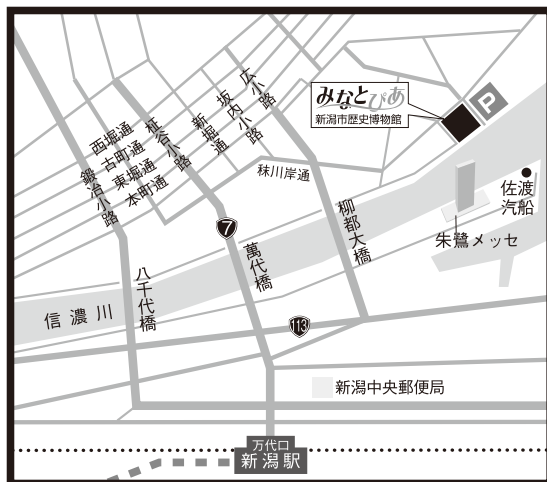 みなとぴあ
新潟市歴史博物館
P
広小路
坂内小路
新堀通
柾谷小路
西堀通
古町通
東堀通
本町通
鍛冶小路
秣川岸通
佐渡
汽船
朱鷺メッセ
柳都大橋
7
萬代橋
八千代橋
信濃川
113
新潟中央郵便局
万代口
新潟駅